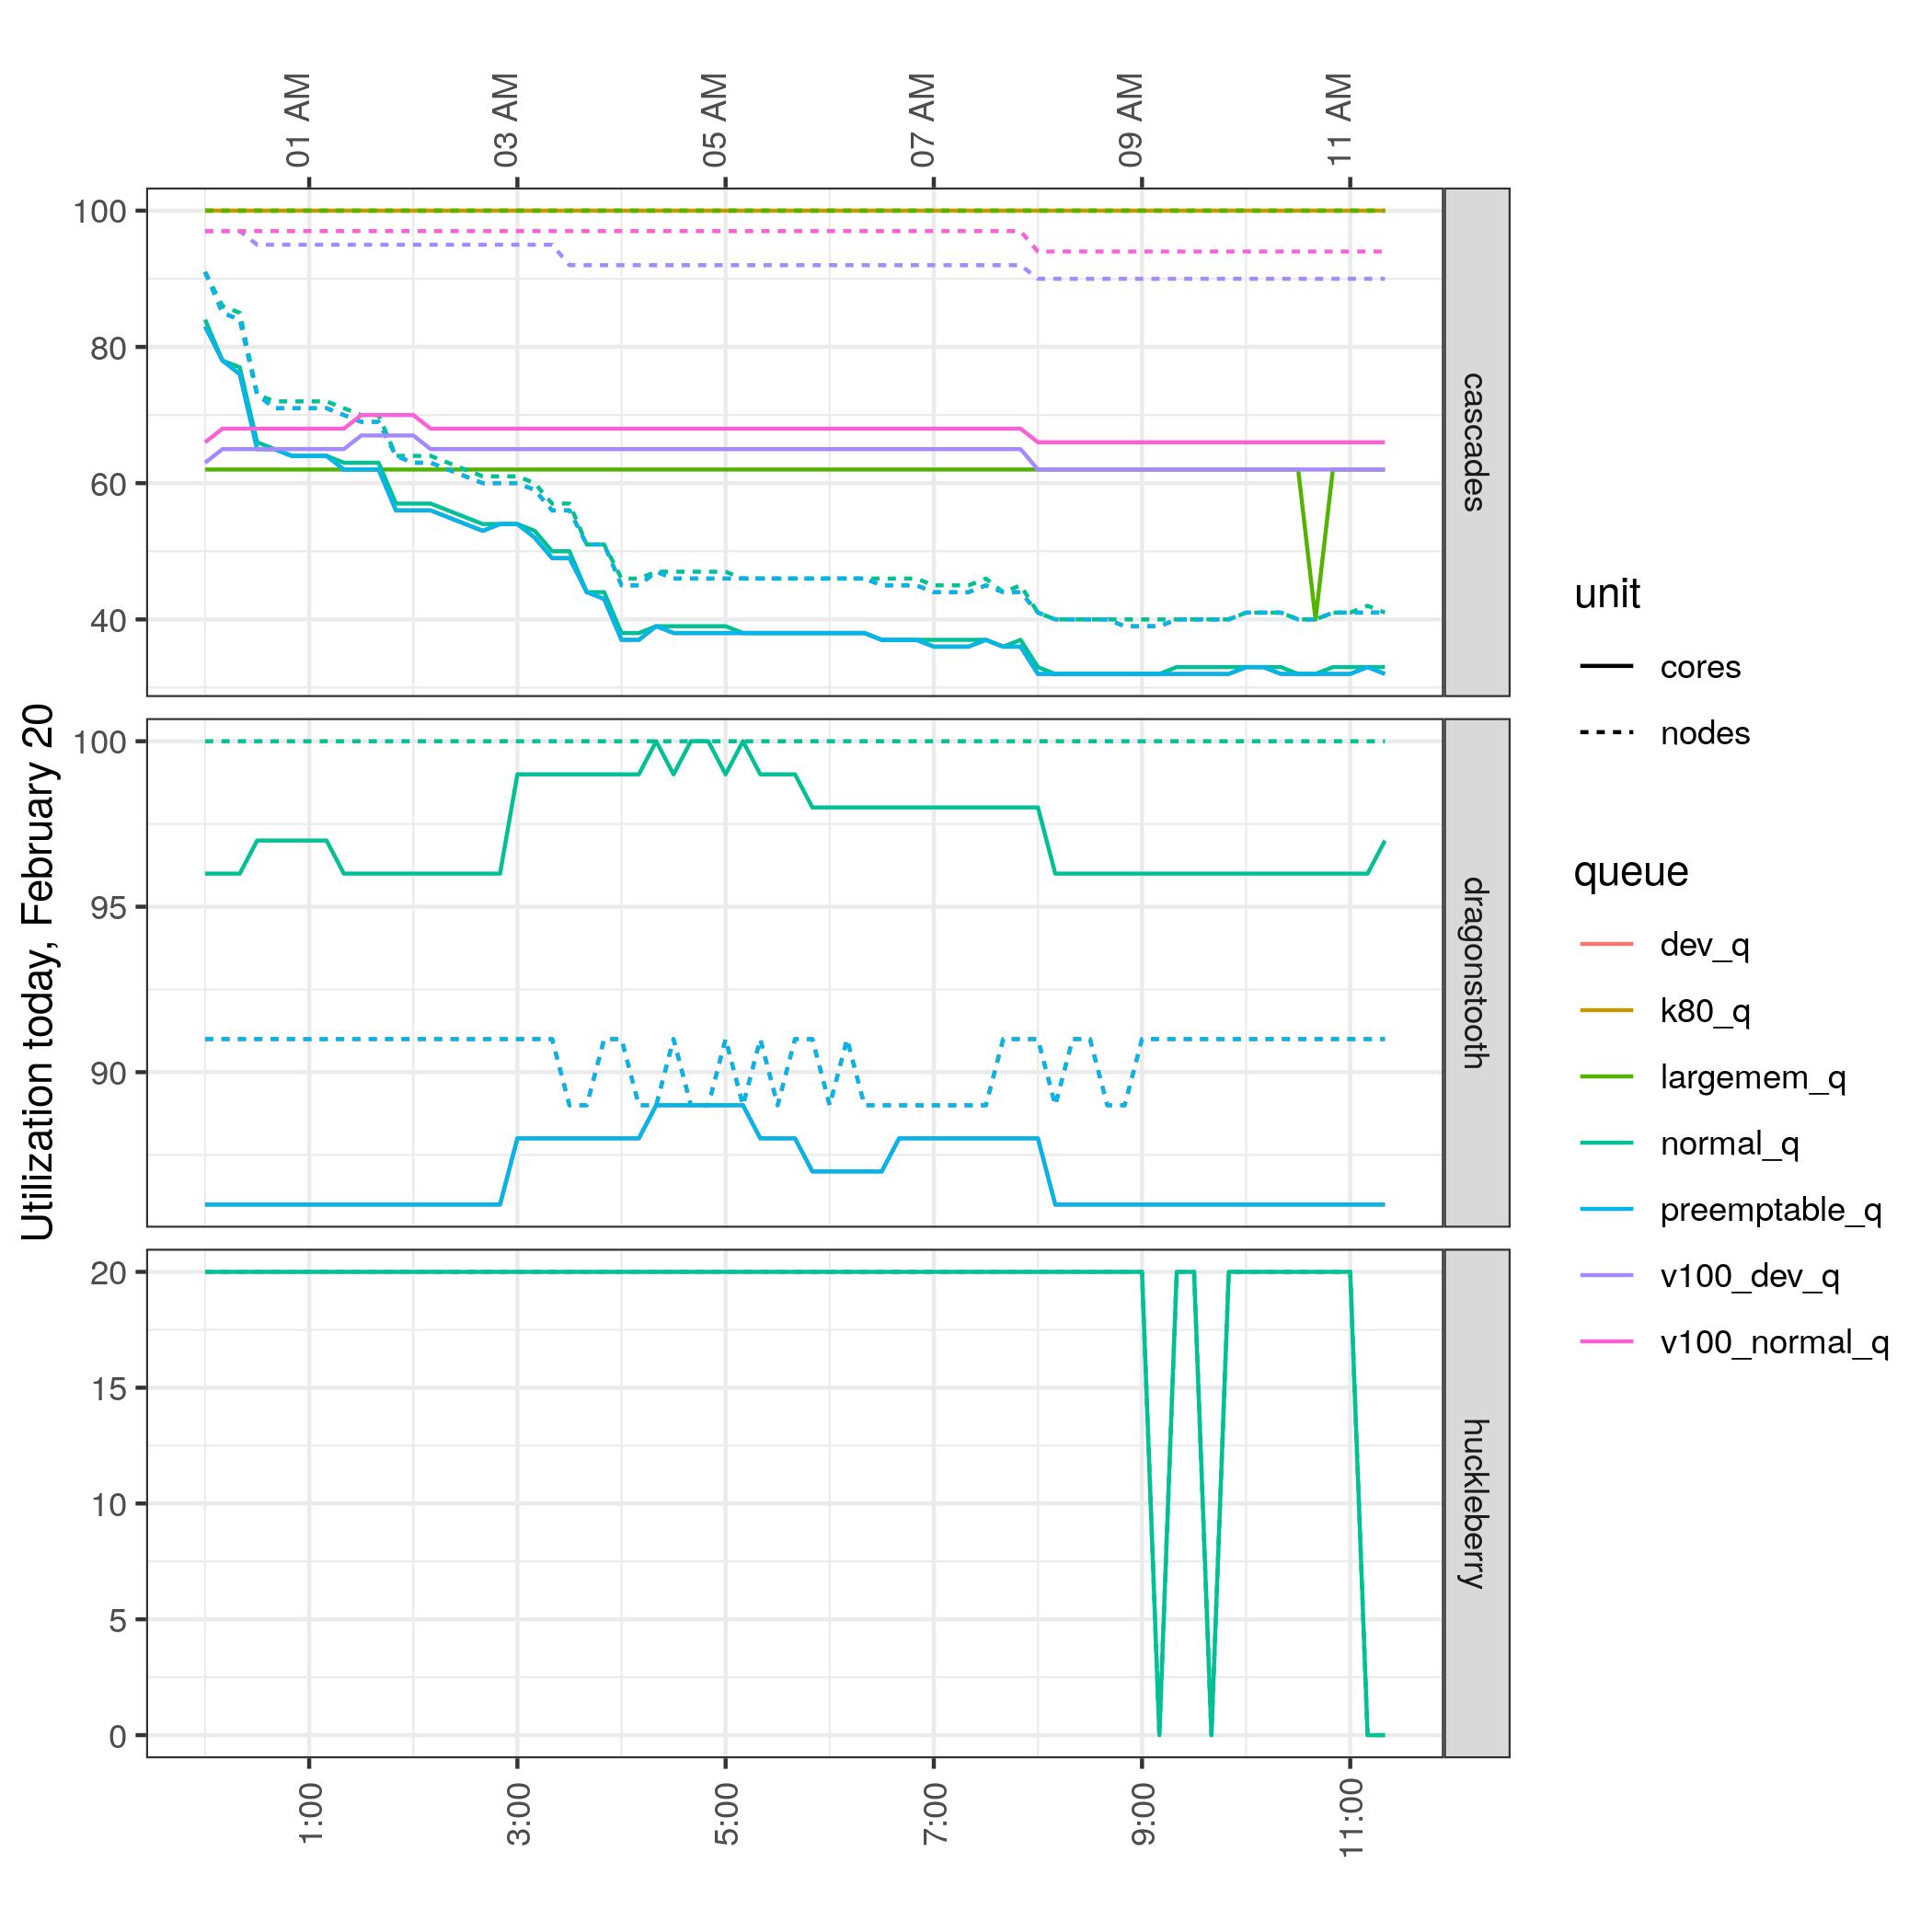 01 AM
03 AM
05 AM
07 AM
09 AM
11 AM
100
80
60
40
cascades
Utilization today, February 20
100
95
90
dragonstooth
20
15
10
5
0
huckleberry
1:00
3:00
5:00
7:00
9:00
11:00
unit
cores
nodes
queue
dev_q
k80_q
largemem_q
normal_q
preemptable_q
v100_dev_q
v100_normal_q